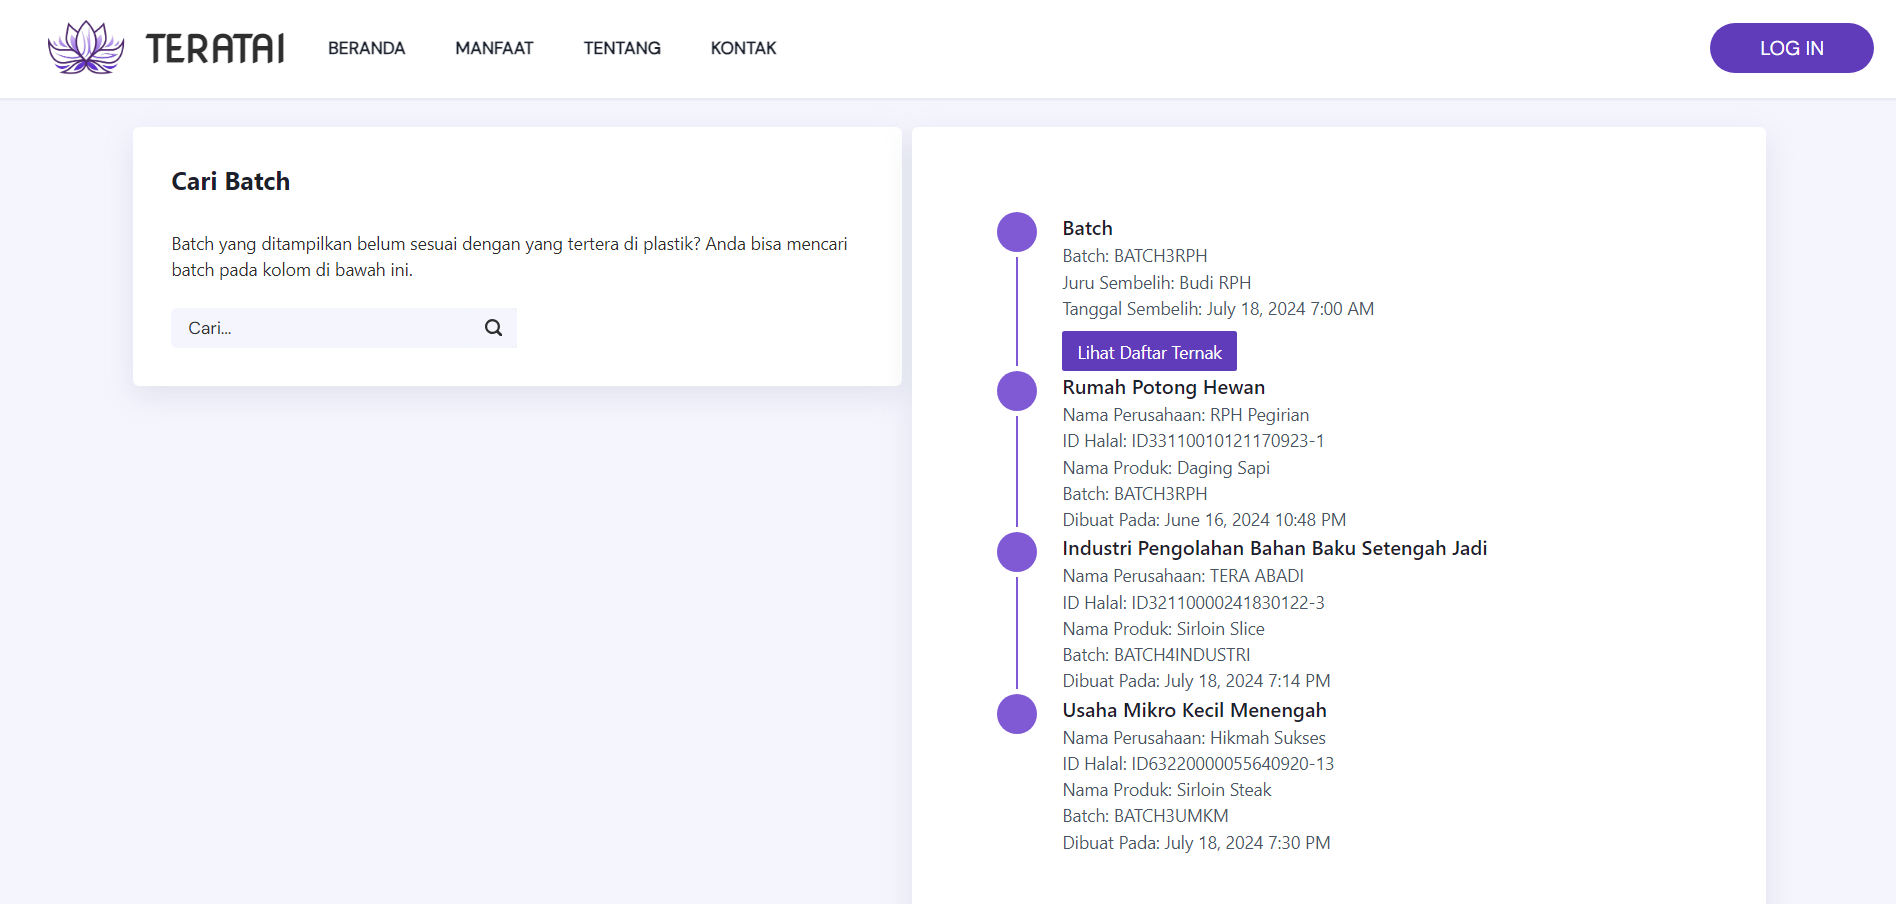 TERATAI
BERANDA
MANFAAT
TENTANG
KONTAK
LOG IN
Cari Batch
Batch yang ditampilkan belum sesuai dengan yang tertera di plastik? Anda bisa mencari
batch pada kolom di bawah ini.
Cari...
Batch
Batch: BATCH3RPH
Juru Sembelih: Budi RPH
Tanggal Sembelih: July 18, 2024 7:00 AM
Lihat Daftar Ternak
Rumah Potong Hewan
Nama Perusahaan: RPH Pegirian
ID Halal: ID33110010121170923-1
Nama Produk: Daging Sapi
Batch: BATCH3RPH
Dibuat Pada: June 16, 2024 10:48 PM
Industri Pengolahan Bahan Baku Setengah Jadi
Nama Perusahaan: TERA ABADI
ID Halal: ID32110000241830122-3
Nama Produk: Sirloin Slice
Batch: BATCH4INDUSTRI
Dibuat Pada: July 18, 2024 7:14 PM
Usaha Mikro Kecil Menengah
Nama Perusahaan: Hikmah Sukses
ID Halal: ID63220000055640920-13
Nama Produk: Sirloin Steak
Batch: BATCH3UMKM
Dibuat Pada: July 18, 2024 7:30 PM